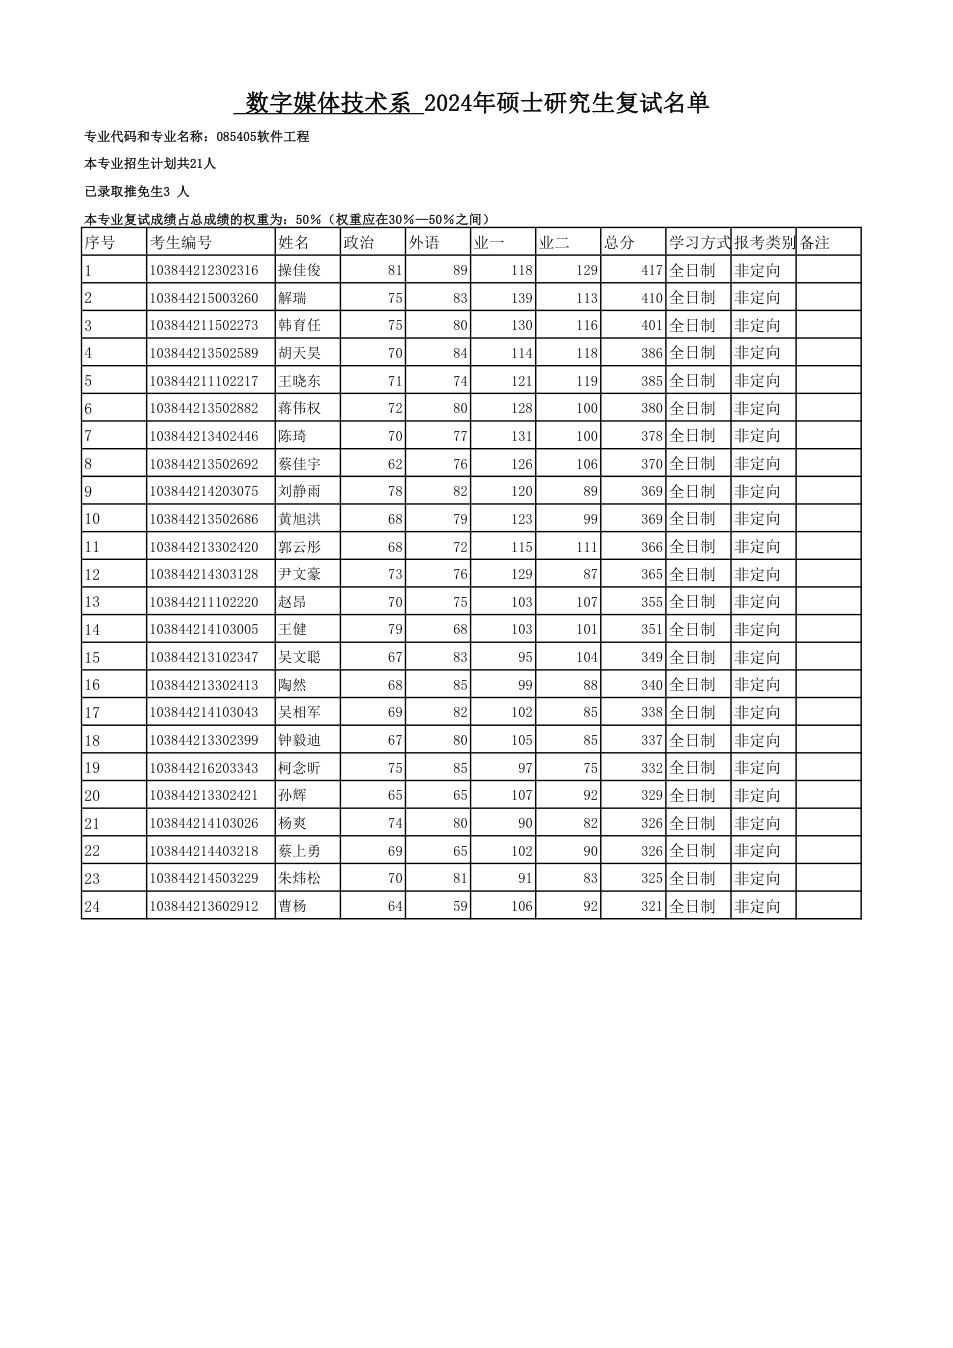 数字媒体技术系 2024年硕士研究生复试名单
专业代码和专业名称：085405软件工程
本专业招生计划共21人
已录取推免生3 人
本专业复试成绩占总成绩的权重为：50%（权重应在30%—50%之间）
序号 考生编号 姓名 政治 外语 业一 业二 总分 学习方式 报考类别 备注
1 103844212302316 操佳俊 81 89 118 129 417 全日制 非定向
2 103844215003260 解瑞 75 83 139 113 410 全日制 非定向
3 103844211502273 韩育任 75 80 130 116 401 全日制 非定向
4 103844213502589 胡天昊 70 84 114 118 386 全日制 非定向
5 103844211102217 王晓东 71 74 121 119 385 全日制 非定向
6 103844213502882 蒋伟权 72 80 128 100 380 全日制 非定向
7 103844213402446 陈琦 70 77 131 100 378 全日制 非定向
8 103844213502692 蔡佳宇 62 76 126 106 370 全日制 非定向
9 103844214203075 刘静雨 78 82 120 89 369 全日制 非定向
10 103844213502686 黄旭洪 68 79 123 99 369 全日制 非定向
11 103844213302420 郭云彤 68 72 115 111 366 全日制 非定向
12 103844214303128 尹文豪 73 76 129 87 365 全日制 非定向
13 103844211102220 赵昂 70 75 103 107 355 全日制 非定向
14 103844214103005 王健 79 68 103 101 351 全日制 非定向
15 103844213102347 吴文聪 67 83 95 104 349 全日制 非定向
16 103844213302413 陶然 68 85 99 88 340 全日制 非定向
17 103844214103043 吴相军 69 82 102 85 338 全日制 非定向
18 103844213302399 钟毅迪 67 80 105 85 337 全日制 非定向
19 103844216203343 柯念昕 75 85 97 75 332 全日制 非定向
20 103844213302421 孙辉 65 65 107 92 329 全日制 非定向
21 103844214103026 杨爽 74 80 90 82 326 全日制 非定向
22 103844214403218 蔡上勇 69 65 102 90 326 全日制 非定向
23 103844214503229 朱炜松 70 81 91 83 325 全日制 非定向
24 103844213602912 曹杨 64 59 106 92 321 全日制 非定向